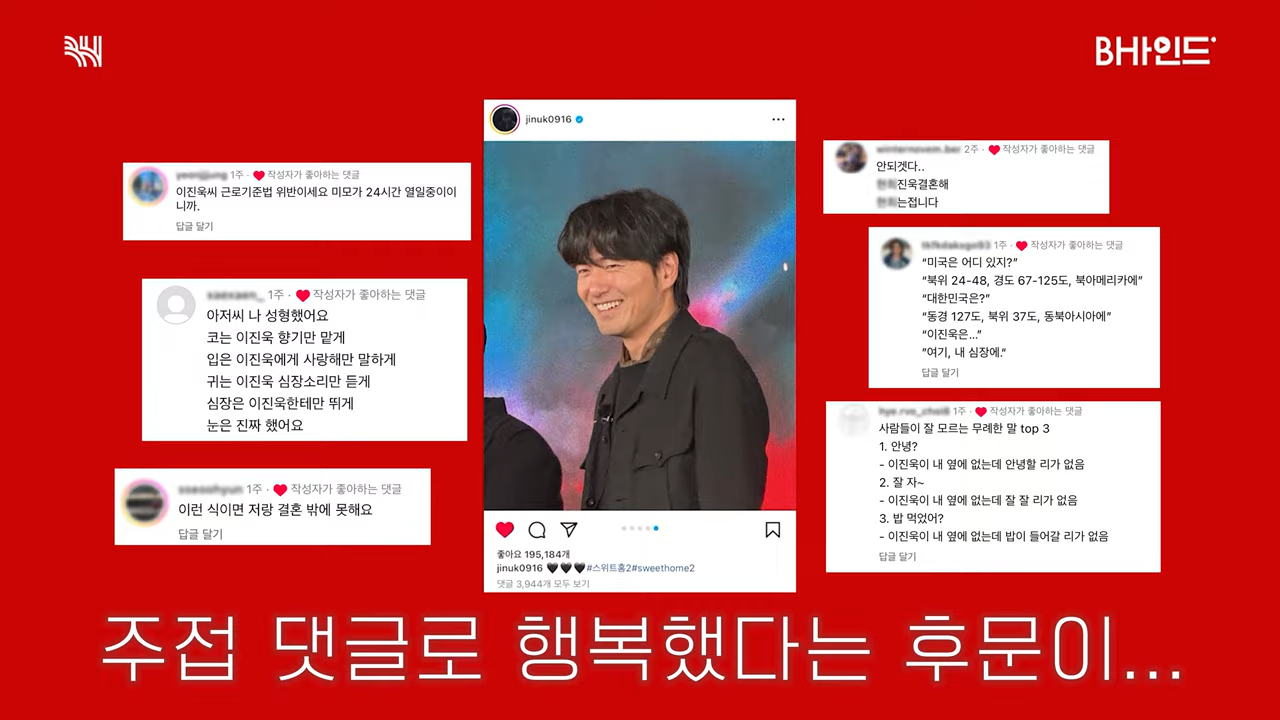 BH바인드
yeonjjjung 1주 · 작성자가 좋아하는 댓글
이진욱씨 근로기준법 위반이세요 미모가 24시간 열일중이이
니까.
답글 달기
1주 · 작성자가 좋아하는 댓글
아저씨 나 성형했어요
코는 이진욱 향기만 맡게
입은 이진욱에게 사랑해만 말하게
귀는 이진욱 심장소리만 듣게
심장은 이진욱한테만 뛰게
눈은 진짜 했어요
1주 · 작성자가 좋아하는 댓글
이런 식이면 저랑 결혼 밖에 못해요
답글 달기
jinuk0916
좋아요 195,184개
jinuk0916 🖤🖤🖤#스위트홈2#sweethome2
댓글 3,944개 모두 보기
2주 · 작성자가 좋아하는 댓글
안되겟다..
진욱결혼해
는접니다
1주 · 작성자가 좋아하는 댓글
“미국은 어디 있지?”
“북위 24-48, 경도 67-125도, 북아메리카에”
“대한민국은?”
“동경 127도, 북위 37도, 동북아시아에”
“이진욱은...”
”여기, 내 심장에.“
답글 달기
1주 · 작성자가 좋아하는 댓글
사람들이 잘 모르는 무례한 말 top 3
1. 안녕?
- 이진욱이 내 옆에 없는데 안녕할 리가 없음
2. 잘 자~
- 이진욱이 내 옆에 없는데 잘 잘 리가 없음
3. 밥 먹었어?
- 이진욱이 내 옆에 없는데 밥이 들어갈 리가 없음
답글 달기
주접 댓글로 행복했다는 후문이...